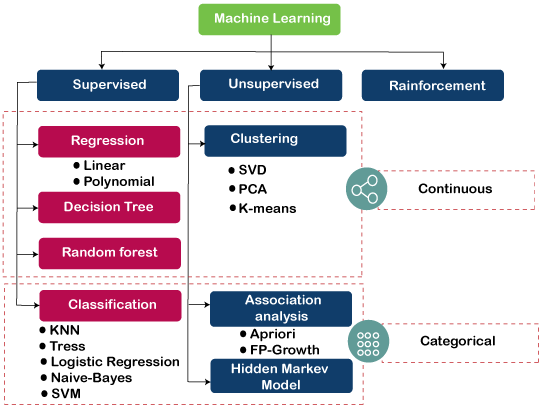 Machine Learning
Supervised
Unsupervised
Rainforcement
Regression
Linear
Polynomial
Decision Tree
Random forest
Clustering
SVD
PCA
K-means
Continuous
Classification
KNN
Tress
Logistic Regression
Naive-Bayes
SVM
Association
analysis
Apriori
FP-Growth
Hidden Markev
Model
Categorical